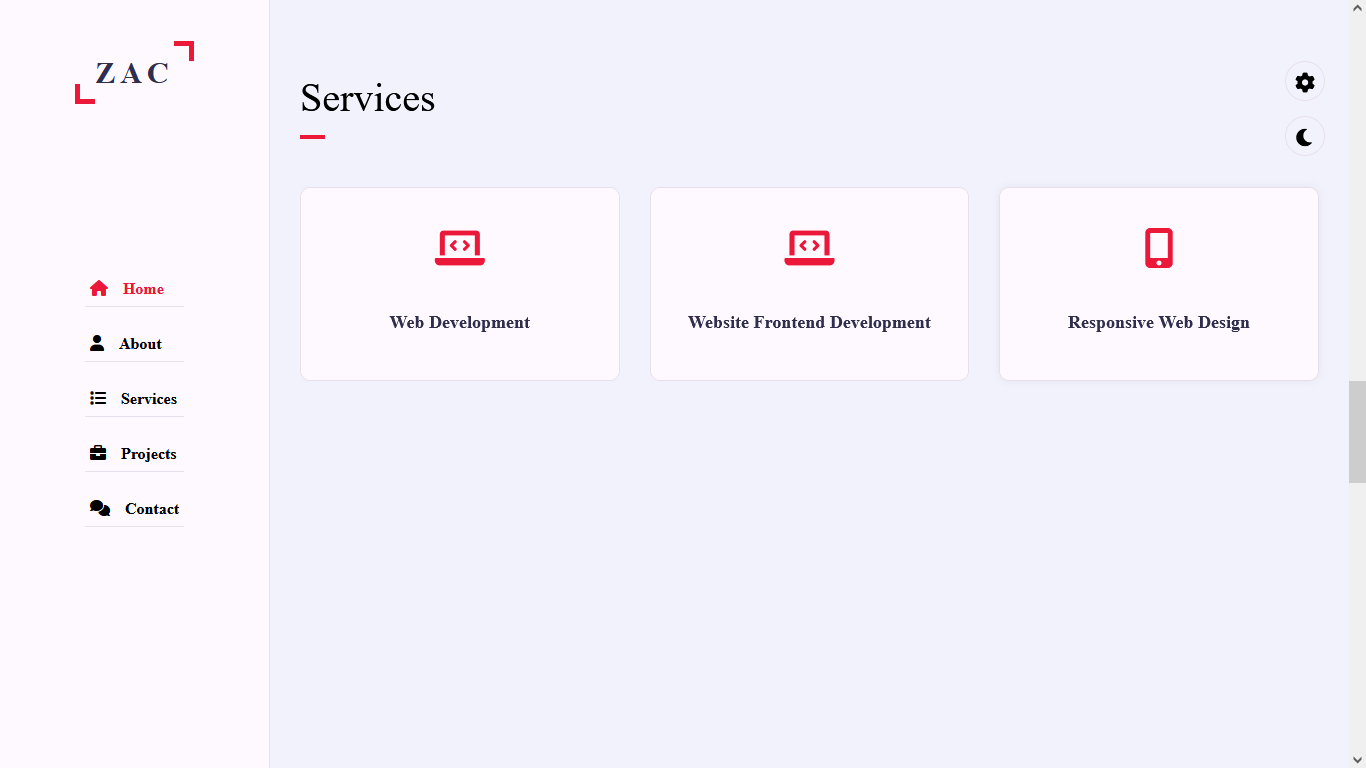 ZAC
Home
About
Services
Projects
Contact
Services
Web Development
Website Frontend Development
Responsive Web Design